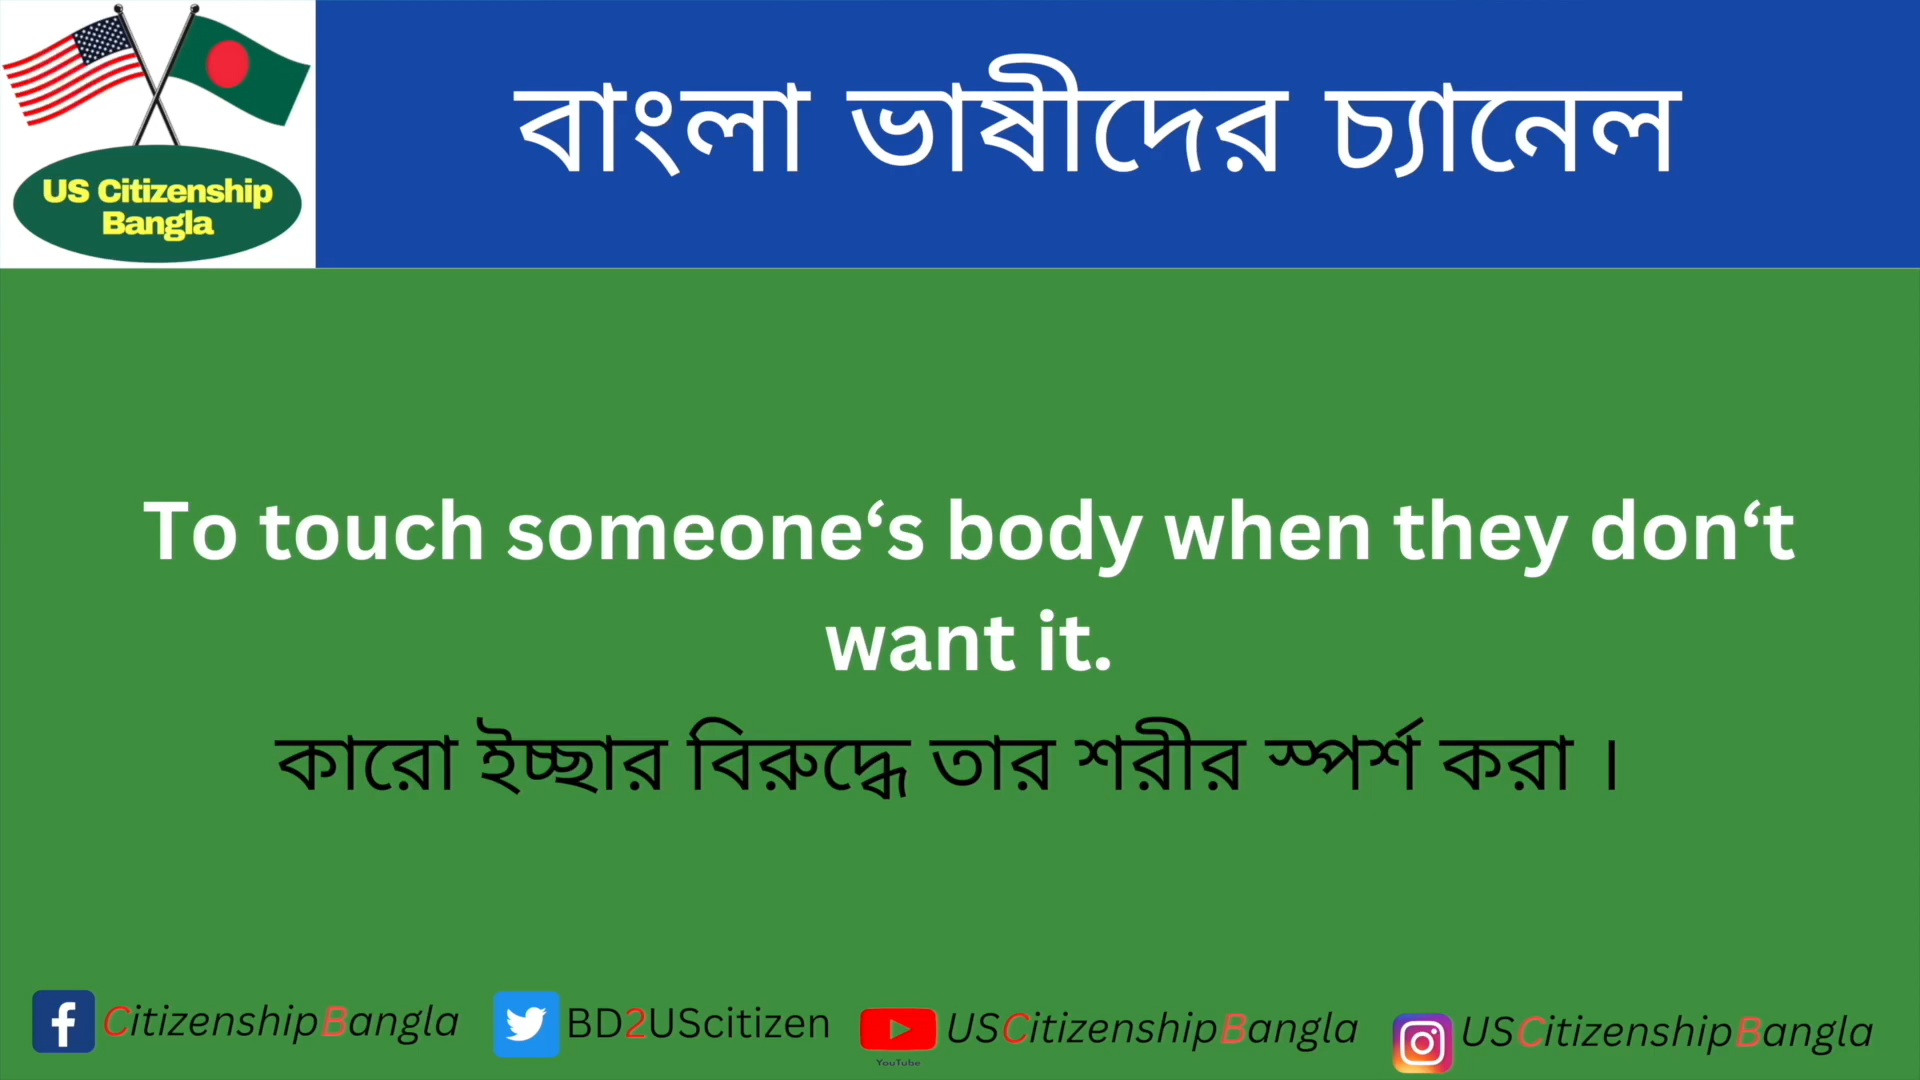 US Citizenship
Bangla
বাংলা ভাষীদের চ্যানেল
To touch someone‘s body when they don‘t
want it.
কারো ইচ্ছার বিরুদ্ধে তার শরীর স্পর্শ করা ।
CitizenshipBangla
BD2UScitizen
YouTube
USCitizenshipBangla
USCitizenshipBangla